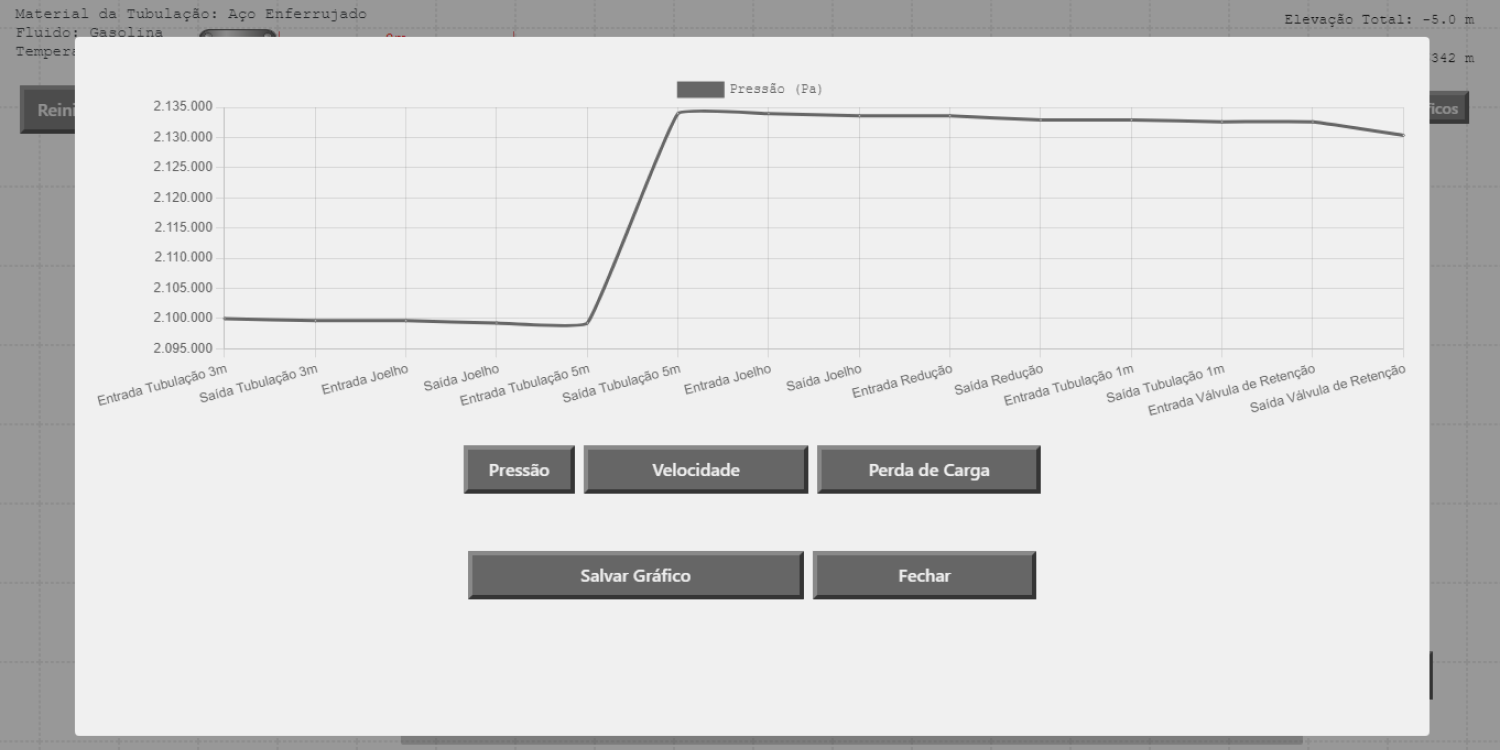 Material da Tubulação: Aço Enferrujado
Elevação Total: -5.0 m
Fluido: Gasolina
8m
Tempera
342 m
Reini
ficos
Pressão (Pa)
2.135.000
2.130.000
2.125.000
2.120.000
2.115.000
2.110.000
2.105.000
2.100.000
2.095.000
Entrada Tubulação 3m
Saída Tubulação 3m
Entrada Joelho
Saída Joelho
Entrada Tubulação 5m
Saída Tubulação 5m
Entrada Joelho
Saída Joelho
Entrada Redução
Saída Redução
Entrada Tubulação 1m
Saída Tubulação 1m
Entrada Válvula de Retenção
Saída Válvula de Retenção
Pressão
Velocidade
Perda de Carga
Salvar Gráfico
Fechar